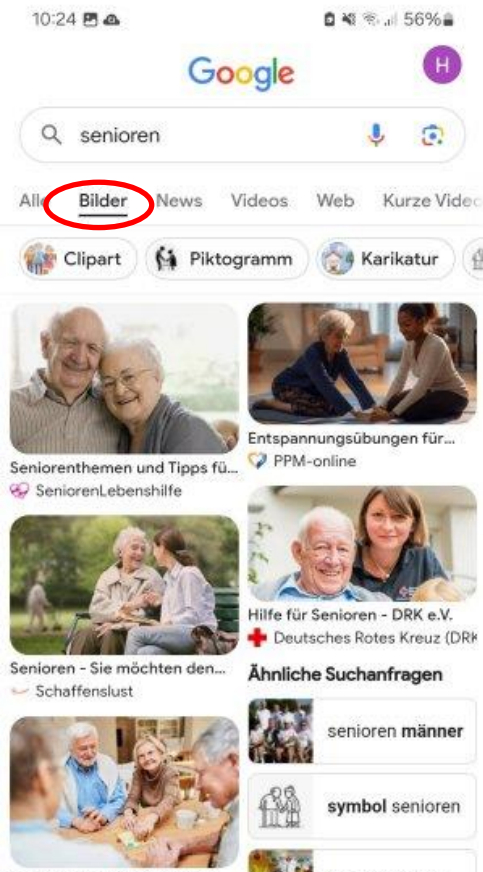 10:24 56%
Google
H
senioren
Alle Bilder News Videos Web Kurze Videc
Clipart Piktogramm Karikatur
Seniorenthemen und Tipps fü...
SeniorenLebenshilfe
Entspannungsübungen für...
PPM-online
Senioren - Sie möchten den...
Schaffenslust
Hilfe für Senioren - DRK e.V.
Deutsches Rotes Kreuz (DRK
Ähnliche Suchanfragen
senioren männer
symbol senioren